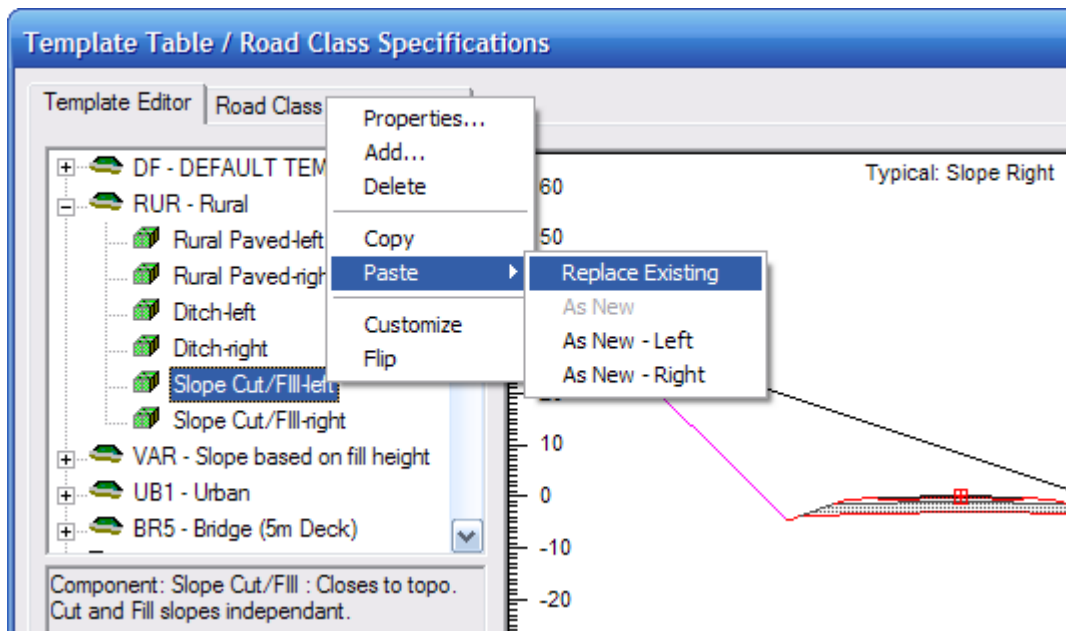 Template Table / Road Class Specifications
Template Editor
Road Class
DF - DEFAULT TEM
RUR - Rural
Rural Paved-left
Rural Paved-righ
Ditch-left
Ditch-right
Slope Cut/FIll-left
Slope Cut/FIll-right
VAR - Slope based on fill height
UB1 - Urban
BR5 - Bridge (5m Deck)
Component: Slope Cut/FIll : Closes to topo.
Cut and Fill slopes independant.
Properties...
Add...
Delete
Copy
Paste
Customize
Flip
Replace Existing
As New
As New - Left
As New - Right
Typical: Slope Right
60
50
10
0
-10
-20